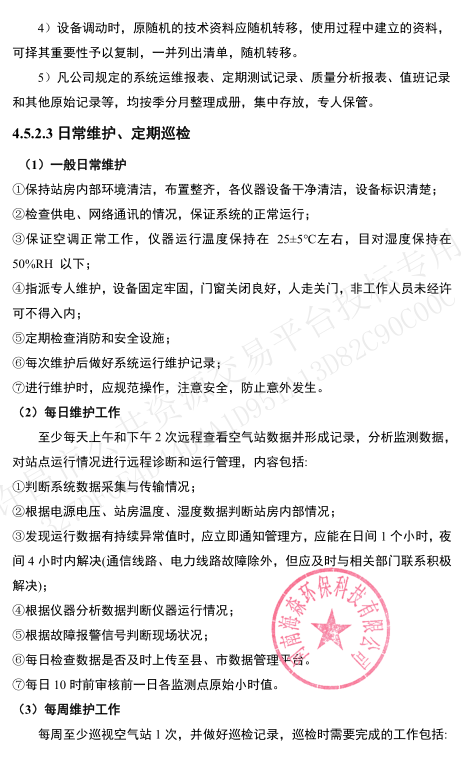 4）设备调动时，原随机的技术资料应随机转移，使用过程中建立的资料，
可择其重要性予以复制，一并列出清单，随机转移。
5）凡公司规定的系统运维报表、定期测试记录、质量分析报表、值班记录
和其他原始记录等，均按季分月整理成册，集中存放，专人保管。
4.5.2.3 日常维护、定期巡检
（1）一般日常维护
①保持站房内部环境清洁，布置整齐，各仪器设备干净清洁，设备标识清楚；
②检查供电、网络通讯的情况，保证系统的正常运行；
③保证空调正常工作，仪器运行温度保持在 25±5℃左右，目对湿度保持在
50%RH 以下；
④指派专人维护，设备固定牢固，门窗关闭良好，人走关门，非工作人员未经许
可不得入内；
⑤定期检查消防和安全设施；
⑥每次维护后做好系统运行维护记录；
⑦进行维护时，应规范操作，注意安全，防止意外发生。
（2）每日维护工作
至少每天上午和下午 2 次远程查看空气站数据并形成记录，分析监测数据，
对站点运行情况进行远程诊断和运行管理，内容包括:
①判断系统数据采集与传输情况；
②根据电源电压、站房温度、湿度数据判断站房内部情况；
③发现运行数据有持续异常值时，应立即通知管理方，应能在日间 1 个小时，夜
间 4 小时内解决(通信线路、电力线路故障除外，但应及时与相关部门联系积极
解决)；
④根据仪器分析数据判断仪器运行情况；
⑤根据故障报警信号判断现场状况；
⑥每日检查数据是否及时上传至县、市数据管理平台。
⑦每日 10 时前审核前一日各监测点原始小时值。
（3）每周维护工作
每周至少巡视空气站 1 次，并做好巡检记录，巡检时需要完成的工作包括:
河南海森环保科技有限公司